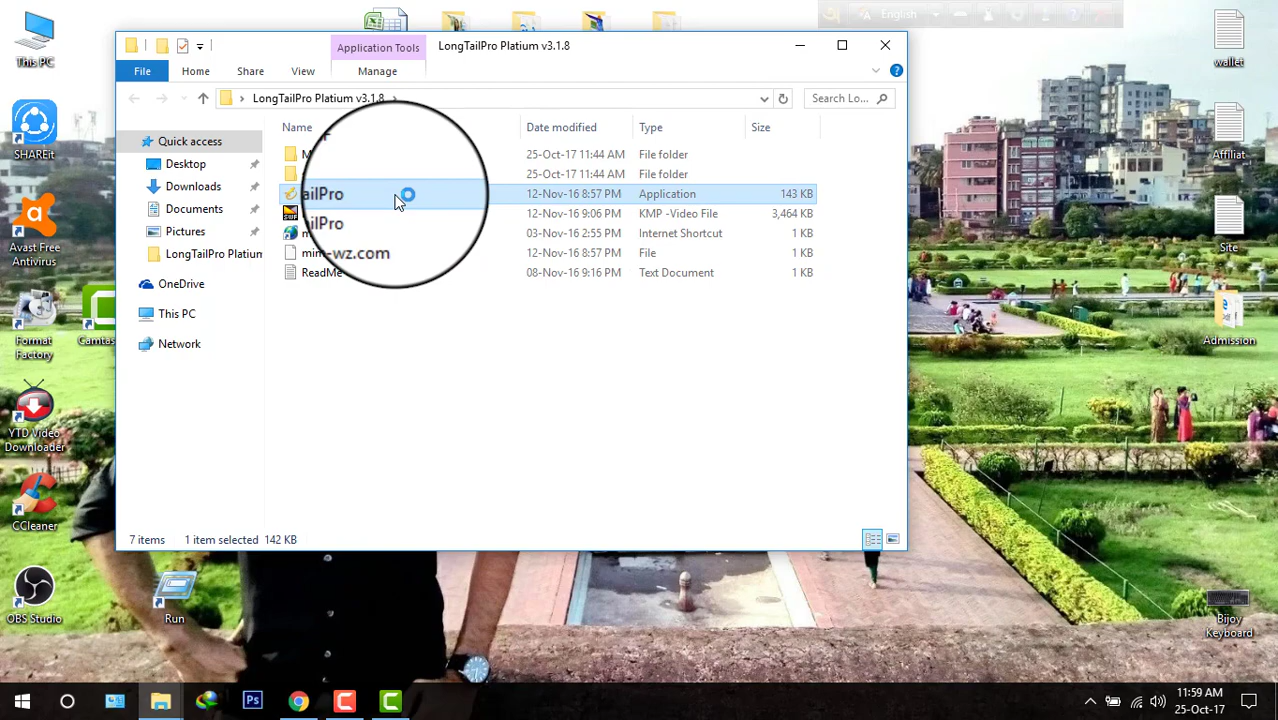 This PC
English
wallet
LongTailPro Platium v3.1.8
Application Tools
File
Home
Share
View
Manage
LongTailPro Platium v3.1.8
Search Lo...
Name
Date modified
Type
Size
Quick access
Desktop
Downloads
Documents
Pictures
LongTailPro Platium
OneDrive
This PC
Network
25-Oct-17 11:44 AM
File folder
25-Oct-17 11:44 AM
File folder
ailPro
12-Nov-16 8:57 PM
Application
143 KB
ailPro
12-Nov-16 9:06 PM
KMP -Video File
3,464 KB
03-Nov-16 2:55 PM
Internet Shortcut
1 KB
-wz.com
12-Nov-16 8:57 PM
File
1 KB
ReadMe
08-Nov-16 9:16 PM
Text Document
1 KB
7 items
1 item selected 142 KB
SHAREit
Avast Free
Antivirus
Format
Factory
Camtas
YTD Video
Downloader
CCleaner
OBS Studio
Run
Affiliat
Site
Admission
Bijoy
Keyboard
Ps
11:59 AM
25-Oct-17